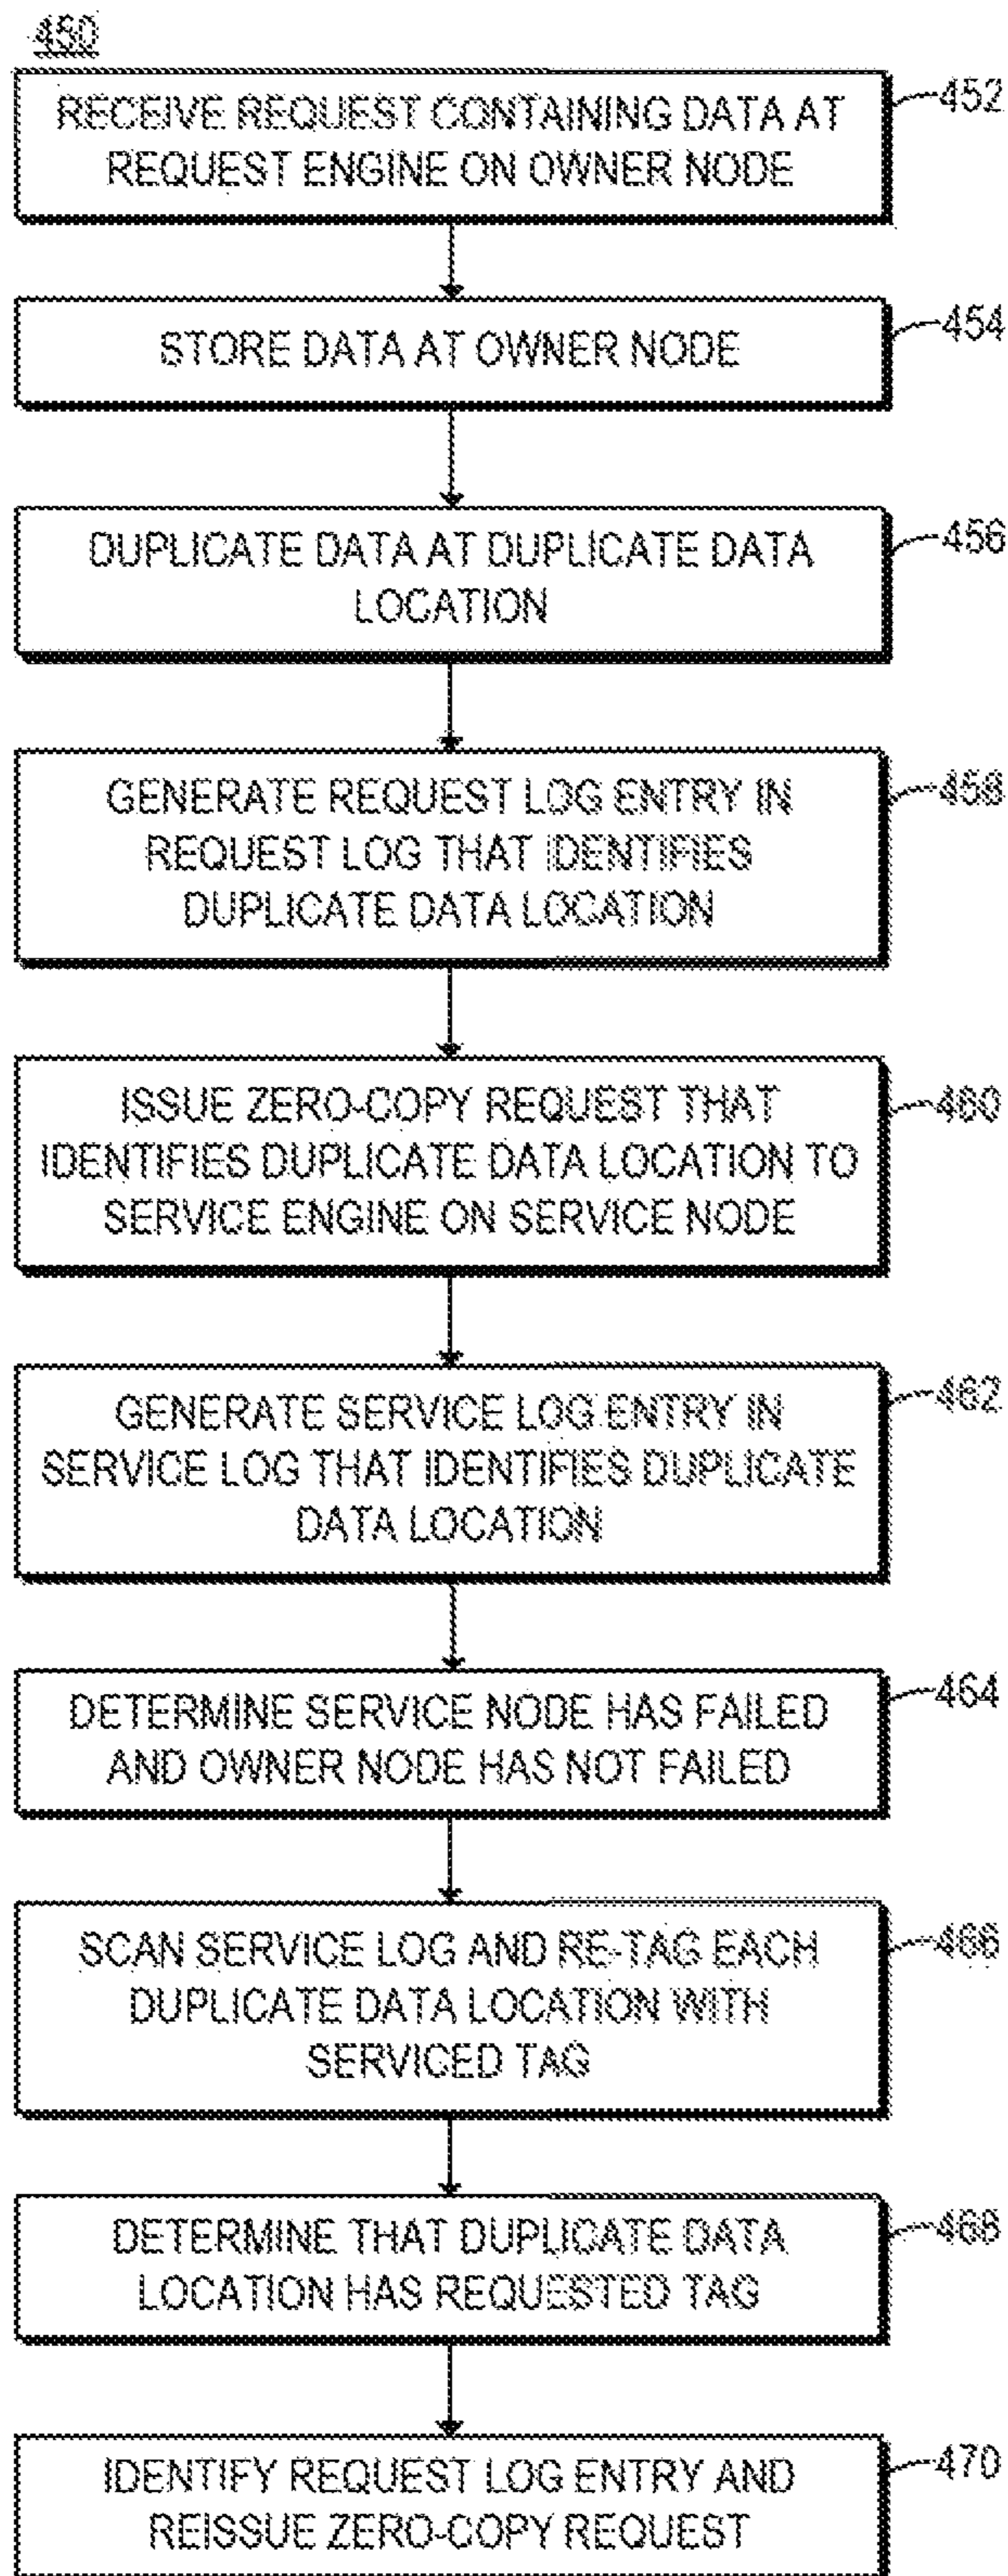 450
RECEIVE REQUEST CONTAINING DATA AT
REQUEST ENGINE ON OWNER NODE
452
STORE DATA AT OWNER NODE
454
DUPLICATE DATA AT DUPLICATE DATA
LOCATION
456
GENERATE REQUEST LOG ENTRY IN
REQUEST LOG THAT IDENTIFIES
DUPLICATE DATA LOCATION
458
ISSUE ZERO-COPY REQUEST THAT
IDENTIFIES DUPLICATE DATA LOCATION TO
SERVICE ENGINE ON SERVICE NODE
460
GENERATE SERVICE LOG ENTRY IN
SERVICE LOG THAT IDENTIFIES DUPLICATE
DATA LOCATION
462
DETERMINE SERVICE NODE HAS FAILED
AND OWNER NODE HAS NOT FAILED
464
SCAN SERVICE LOG AND RE-TAG EACH
DUPLICATE DATA LOCATION WITH
SERVICED TAG
466
DETERMINE THAT DUPLICATE DATA
LOCATION HAS REQUESTED TAG
468
IDENTIFY REQUEST LOG ENTRY AND
REISSUE ZERO-COPY REQUEST
470